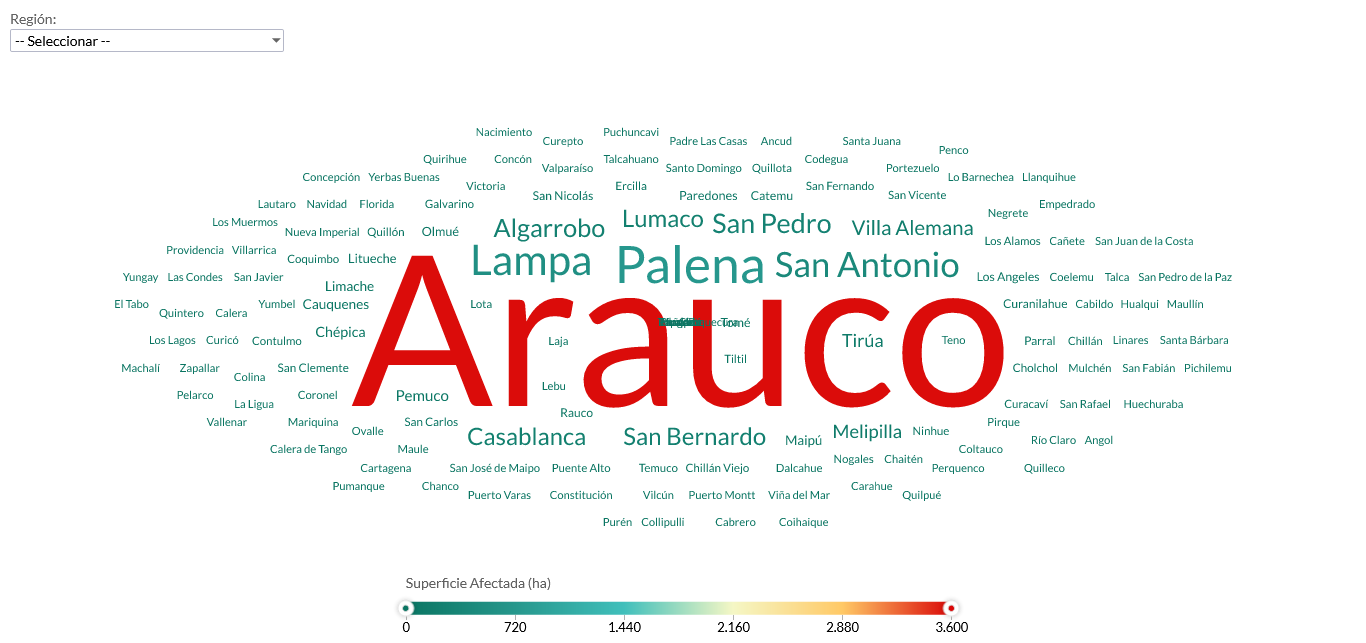 Región:
-- Seleccionar --
Nacimiento Curepto Puchuncavi Padre Las Casas Ancud Santa Juana
Penco
Quirihue Concón Valparaíso Talcahuano Santo Domingo Quillota Codegua Portezuelo
Concepción Yerbas Buenas Victoria San Nicolás Ercilla Paredones Catemu San Fernando San Vicente Lo Barnechea Llanquihue
Lautaro Navidad Florida Galvarino Negrete Empedrado
Los Muermos Nueva Imperial Quillón Olmué Algarrobo Lumaco San Pedro Villa Alemana
Los Alamos Cañete San Juan de la Costa
Providencia Villarrica Coquimbo Litueche Lampa Palena San Antonio
Yungay Las Condes San Javier Limache Los Angeles Coelemu Talca San Pedro de la Paz
El Tabo Quintero Calera Yumbel Cauquenes Lota Curanilahue Cabildo Hualqui Maullín
Arauco
Tomé
Los Lagos Curicó Contulmo Chépica Laja Tirúa Teno Parral Chillán Linares Santa Bárbara
Tiltil
Machalí Zapallar Colina San Clemente Cholchol Mulchén San Fabián Pichilemu
Pelarco La Ligua Coronel Pemuco Lebu Curacaví San Rafael Huechuraba
Rauco
Vallenar Mariquina Ovalle San Carlos Casablanca San Bernardo Maipú Melipilla Ninhue Pirque
Calera de Tango Maule Coltauco Río Claro Angol
Cartagena San José de Maipo Puente Alto Temuco Chillán Viejo Dalcahue Nogales Chaitén Perquenco Quilleco
Pumanque Chanco Puerto Varas Constitución Vilcún Puerto Montt Viña del Mar Carahue Quilpué
Purén Collipulli Cabrero Coihaique
Superficie Afectada (ha)
0 720 1.440 2.160 2.880 3.600